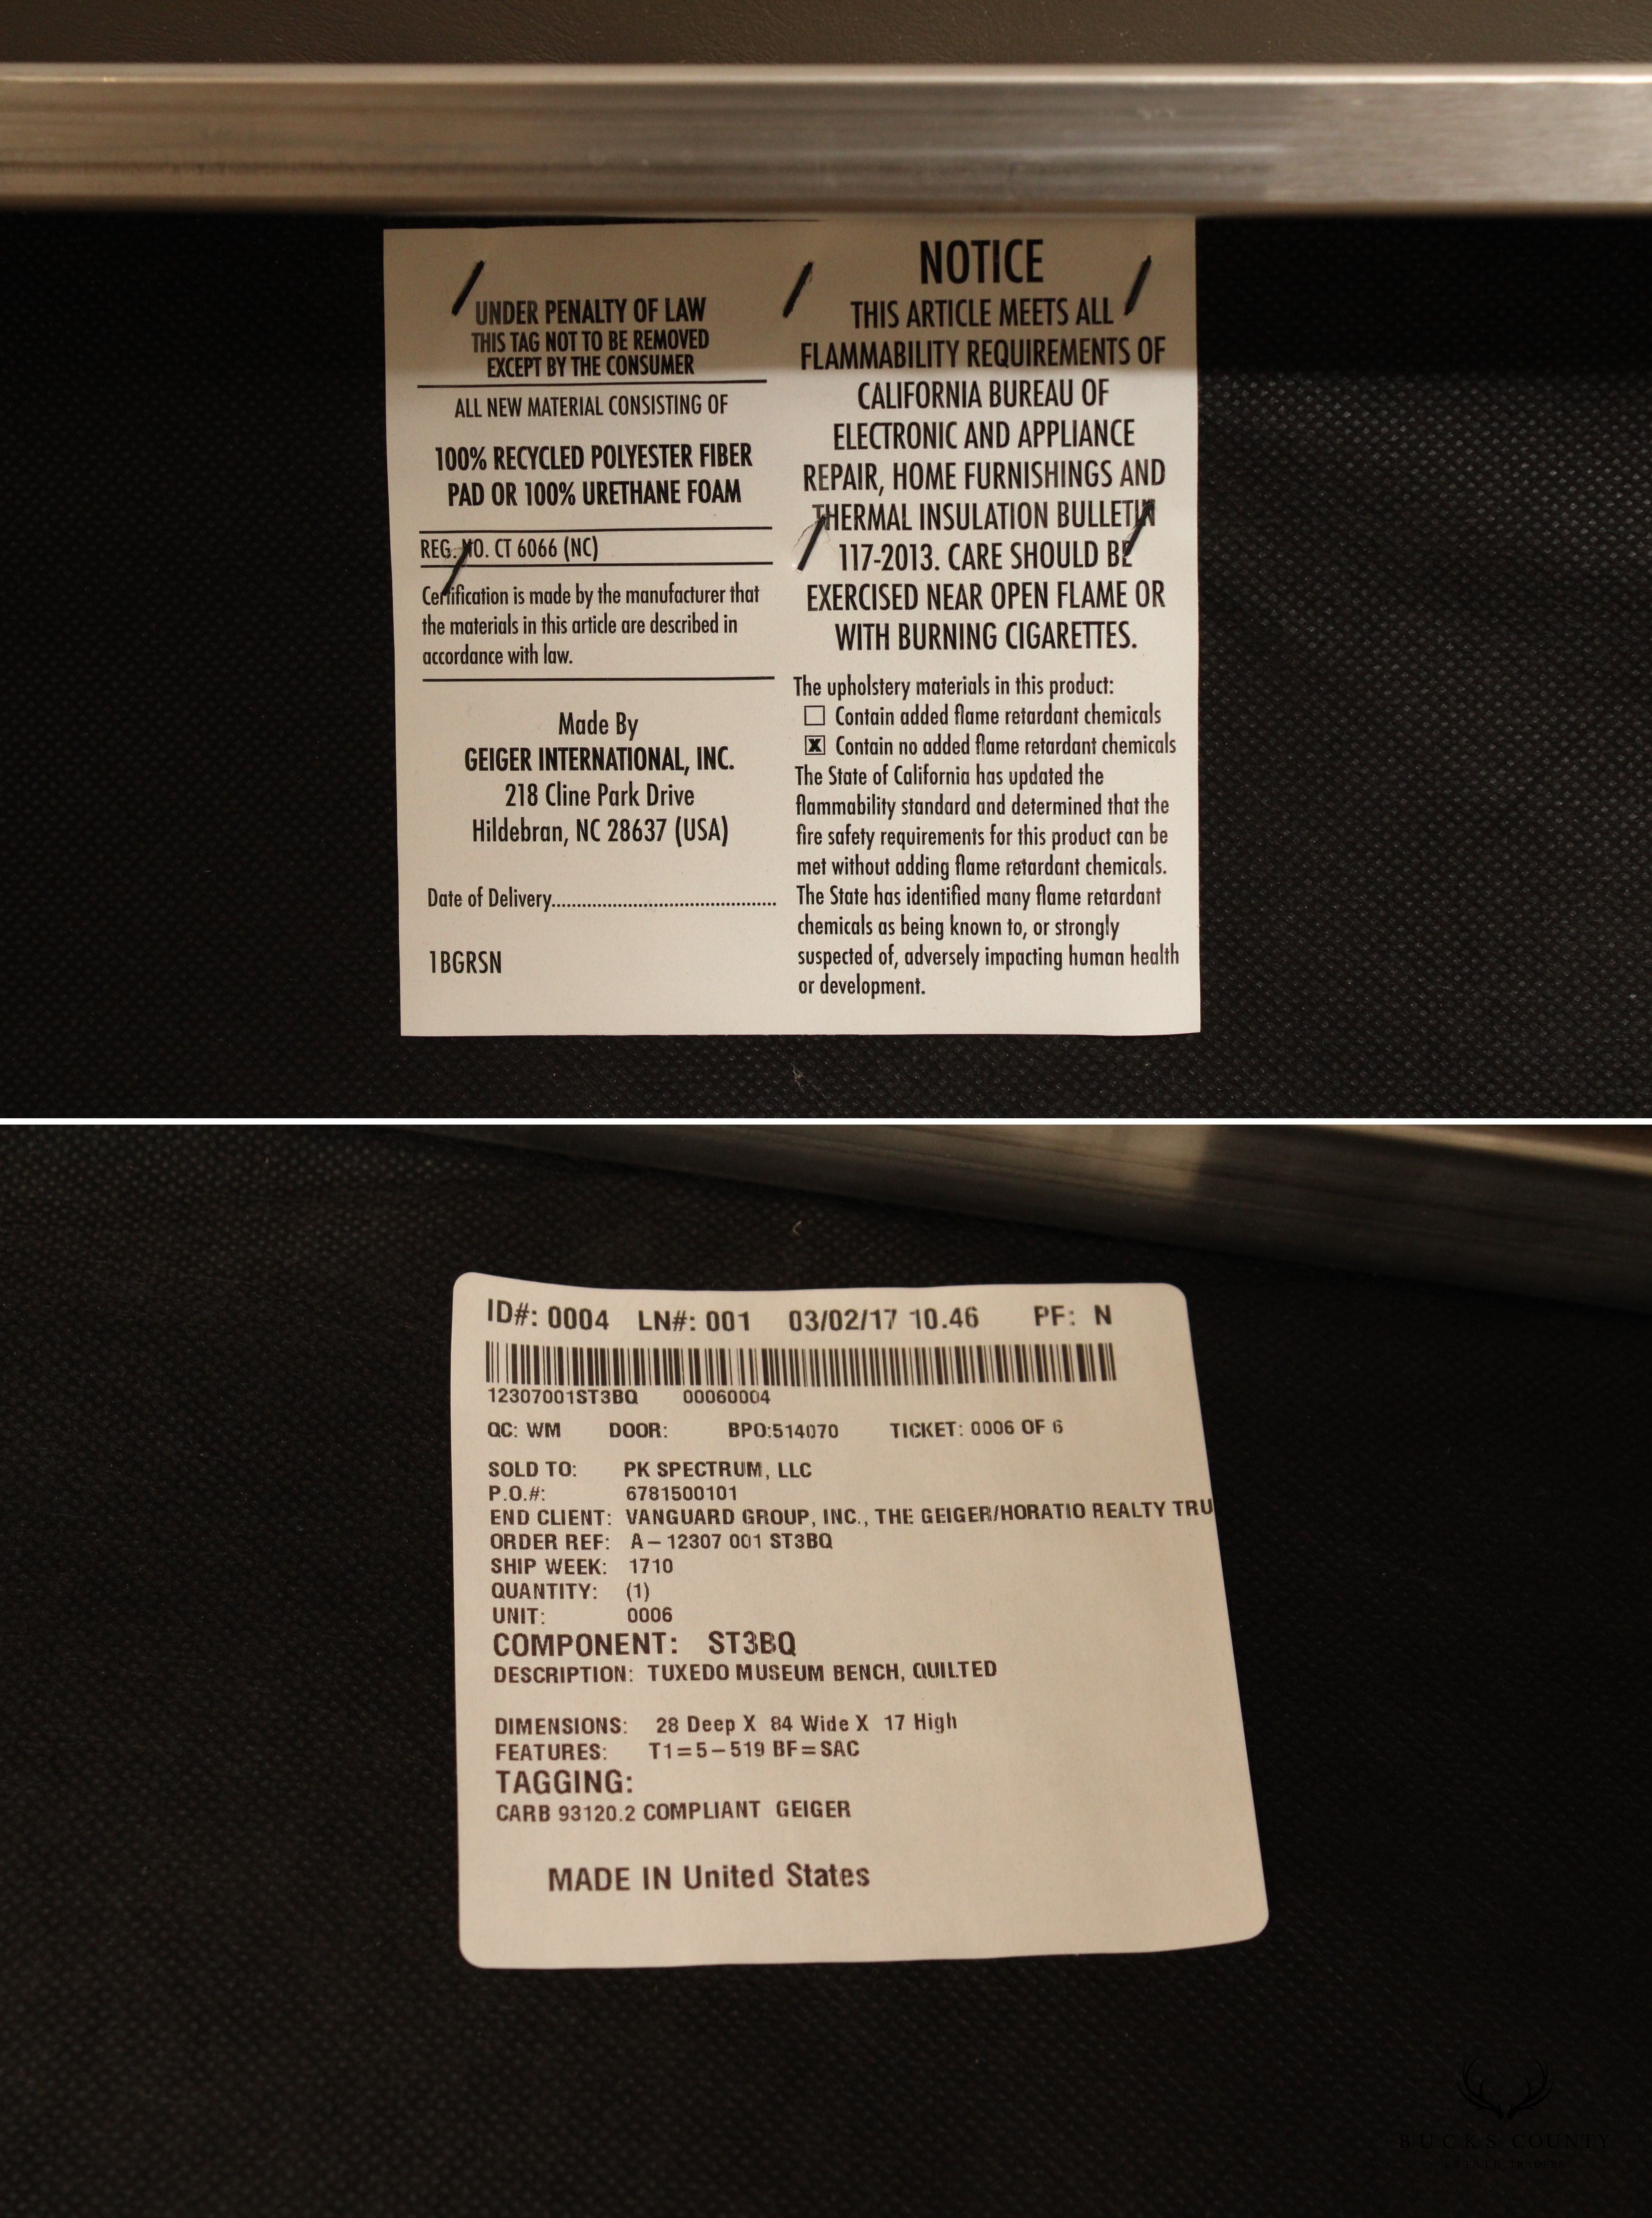 UNDER PENALTY OF LAW
THIS TAG NOT TO BE REMOVED
EXCEPT BY THE CONSUMER
ALL NEW MATERIAL CONSISTING OF
100% RECYCLED POLYESTER FIBER
PAD OR 100% URETHANE FOAM
REG. NO. CT 6066 (NC)
Certification is made by the manufacturer that
the materials in this article are described in
accordance with law.
Made By
GEIGER INTERNATIONAL, INC.
218 Cline Park Drive
Hildebran, NC 28637 (USA)
Date of Delivery.............................................
1BGRSN
NOTICE
THIS ARTICLE MEETS ALL
FLAMMABILITY REQUIREMENTS OF
CALIFORNIA BUREAU OF
ELECTRONIC AND APPLIANCE
REPAIR, HOME FURNISHINGS AND
THERMAL INSULATION BULLETIN
117-2013. CARE SHOULD BE
EXERCISED NEAR OPEN FLAME OR
WITH BURNING CIGARETTES.
The upholstery materials in this product:
☐ Contain added flame retardant chemicals
☒ Contain no added flame retardant chemicals
The State of California has updated the
flammability standard and determined that the
fire safety requirements for this product can be
met without adding flame retardant chemicals.
The State has identified many flame retardant
chemicals as being known to, or strongly
suspected of, adversely impacting human health
or development.
ID#: 0004 LN#: 001 03/02/17 10.46 PF: N
12307001ST3BQ 00060004
QC: WM DOOR: BPO:514070 TICKET: 0006 OF 6
SOLD TO: PK SPECTRUM, LLC
P.O.#: 6781500101
END CLIENT: VANGUARD GROUP, INC., THE GEIGER/HORATIO REALTY TRU
ORDER REF: A-12307 001 ST3BQ
SHIP WEEK: 1710
QUANTITY: (1)
UNIT: 0006
COMPONENT: ST3BQ
DESCRIPTION: TUXEDO MUSEUM BENCH, QUILTED
DIMENSIONS: 28 Deep X 84 Wide X 17 High
FEATURES: T1=5-519 BF=SAC
TAGGING:
CARB 93120.2 COMPLIANT GEIGER
MADE IN United States
BUCKS COUNTY